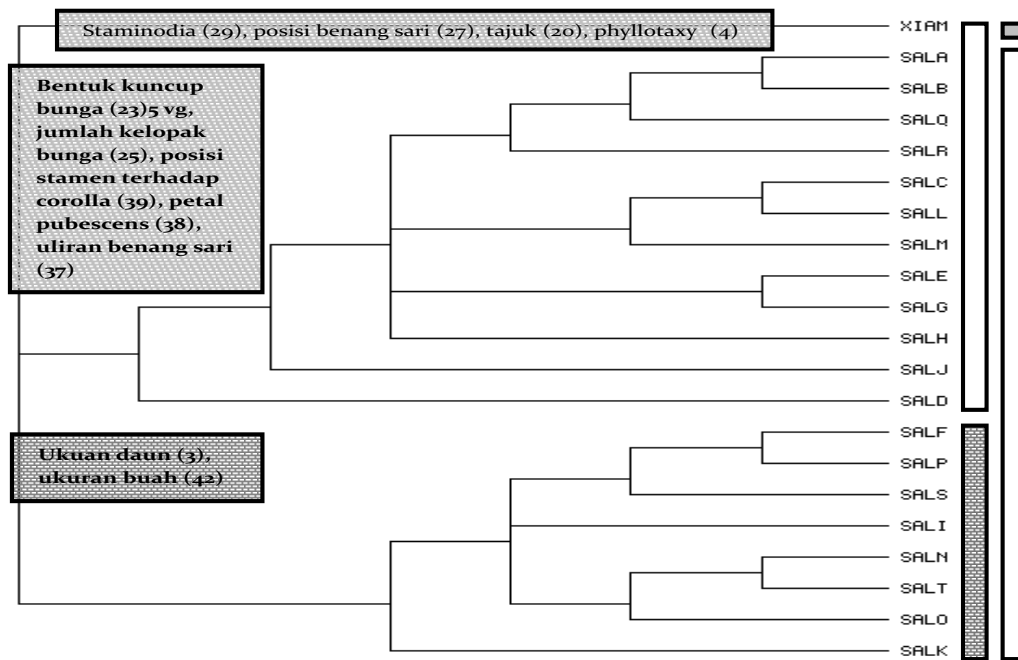 Staminodia (29), posisi benang sari (27), tajuk (20), phyllotaxy (4)
Bentuk kuncup
bunga (23)5 vg,
jumlah kelopak
bunga (25), posisi
stamen terhadap
corolla (39), petal
pubescens (38),
uliran benang sari
(37)
Ukuan daun (3),
ukuran buah (42)
XIAM
SALA
SALB
SALQ
SALR
SALC
SALL
SALM
SALE
SALG
SALH
SALJ
SALD
SALF
SALP
SALS
SALI
SALN
SALT
SALO
SALK